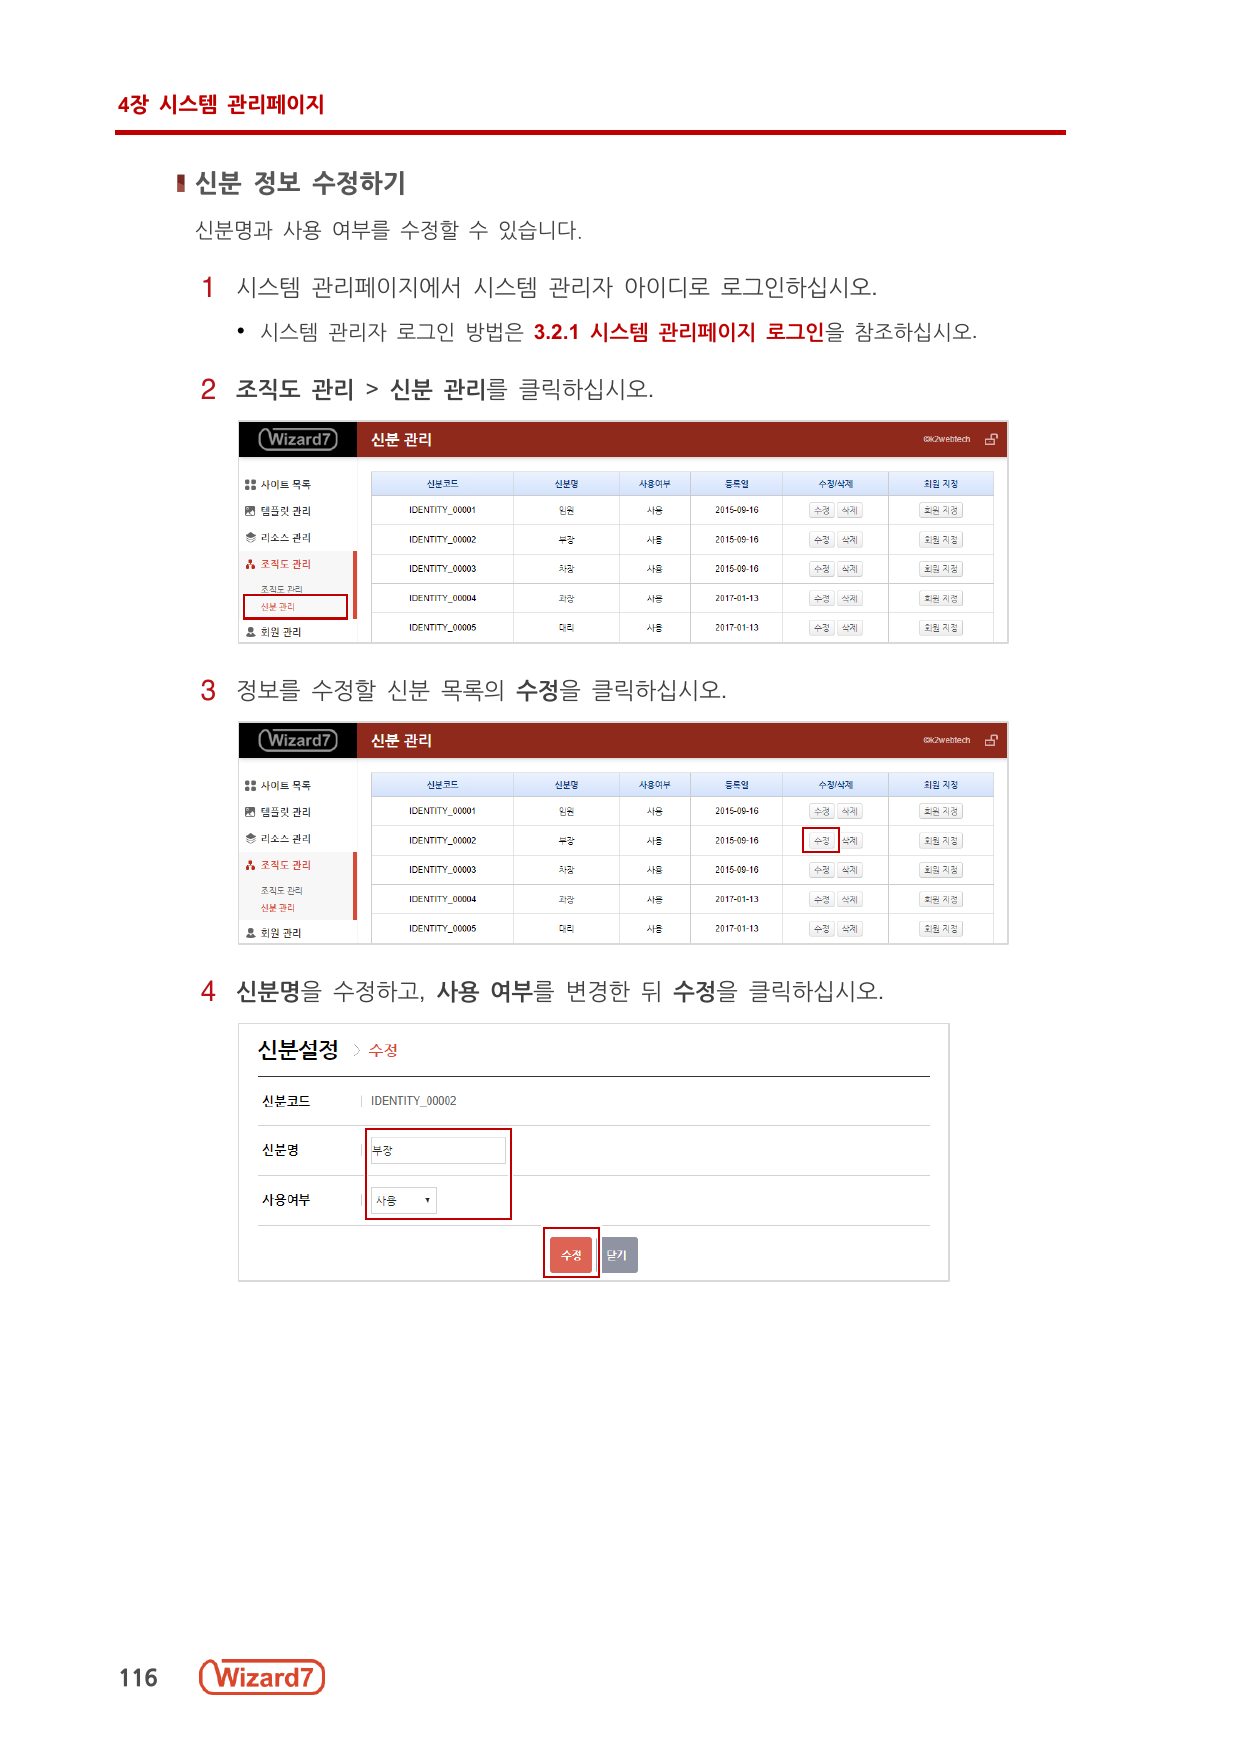 4장 시스템 관리페이지
신분 정보 수정하기
신분명과 사용 여부를 수정할 수 있습니다.
1 시스템 관리페이지에서 시스템 관리자 아이디로 로그인하십시오.
• 시스템 관리자 로그인 방법은 3.2.1 시스템 관리페이지 로그인을 참조하십시오.
2 조직도 관리 > 신분 관리를 클릭하십시오.
Wizard7 신분 관리 ©k2webtech
사이트 목록 신분코드 신분명 사용여부 등록일 수정/삭제 회원 지정
템플릿 관리 IDENTITY_00001 임원 사용 2015-09-16 수정 삭제 회원 지정
리소스 관리 IDENTITY_00002 부장 사용 2015-09-16 수정 삭제 회원 지정
조직도 관리 IDENTITY_00003 차장 사용 2015-09-16 수정 삭제 회원 지정
조직도 관리
신분 관리 IDENTITY_00004 과장 사용 2017-01-13 수정 삭제 회원 지정
회원 관리 IDENTITY_00005 대리 사용 2017-01-13 수정 삭제 회원 지정
3 정보를 수정할 신분 목록의 수정을 클릭하십시오.
Wizard7 신분 관리 ©k2webtech
사이트 목록 신분코드 신분명 사용여부 등록일 수정/삭제 회원 지정
템플릿 관리 IDENTITY_00001 임원 사용 2015-09-16 수정 삭제 회원 지정
리소스 관리 IDENTITY_00002 부장 사용 2015-09-16 수정 삭제 회원 지정
조직도 관리 IDENTITY_00003 차장 사용 2015-09-16 수정 삭제 회원 지정
조직도 관리
신분 관리 IDENTITY_00004 과장 사용 2017-01-13 수정 삭제 회원 지정
회원 관리 IDENTITY_00005 대리 사용 2017-01-13 수정 삭제 회원 지정
4 신분명을 수정하고, 사용 여부를 변경한 뒤 수정을 클릭하십시오.
신분설정 > 수정
신분코드 IDENTITY_00002
신분명 부장
사용여부 사용 ▼
수정 닫기
116 Wizard7